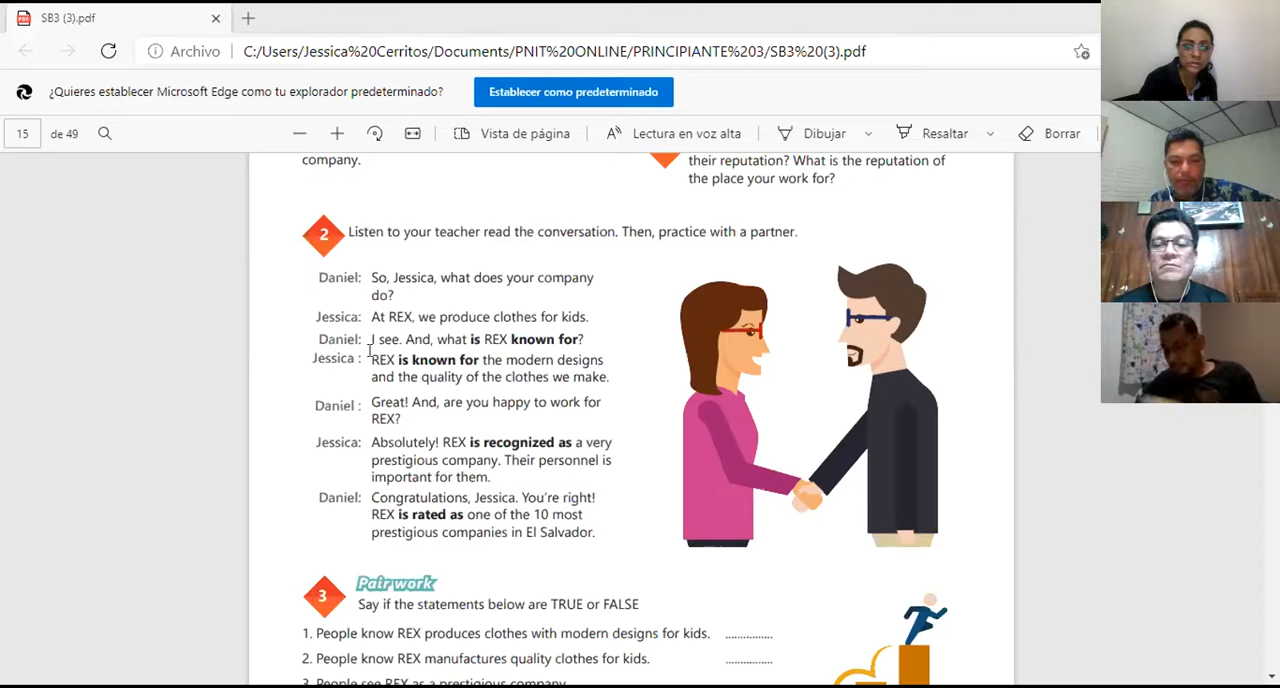 SB3 (3).pdf
Archivo
C:/Users/Jessica%20Cerritos/Documents/PNIT%20ONLINE/PRINCIPIANTE%203/SB3%20(3).pdf
¿Quieres establecer Microsoft Edge como tu explorador predeterminado?
Establecer como predeterminado
15 de 49
Vista de página
Lectura en voz alta
Dibujar
Resaltar
Borrar
company.
their reputation? What is the reputation of
the place your work for?
2 Listen to your teacher read the conversation. Then, practice with a partner.
Daniel: So, Jessica, what does your company
do?
Jessica: At REX, we produce clothes for kids.
Daniel: I see. And, what is REX known for?
Jessica : REX is known for the modern designs
and the quality of the clothes we make.
Daniel : Great! And, are you happy to work for
REX?
Jessica: Absolutely! REX is recognized as a very
prestigious company. Their personnel is
important for them.
Daniel: Congratulations, Jessica. You're right!
REX is rated as one of the 10 most
prestigious companies in El Salvador.
3 Pair work
Say if the statements below are TRUE or FALSE
1. People know REX produces clothes with modern designs for kids. ................
2. People know REX manufactures quality clothes for kids. ................
3. People see REX as a prestigious company